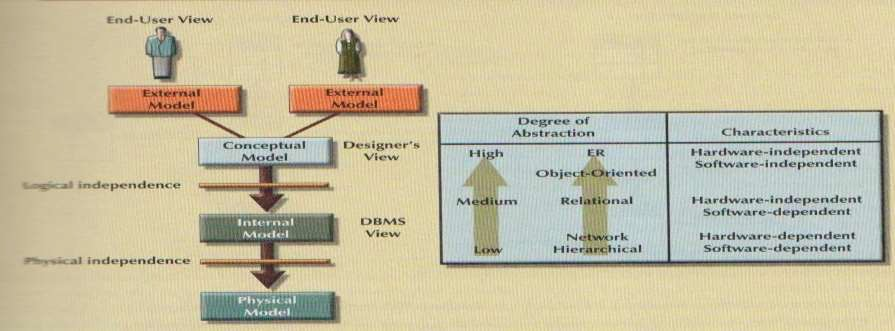 End-User View
End-User View
External
Model
External
Model
Conceptual
Model
Designer's
View
Logical independence
Internal
Model
DBMS
View
Physical independence
Physical
Model
Degree of
Abstraction
Characteristics
High
ER
Hardware-independent
Software-independent
Object-Oriented
Medium
Relational
Hardware-independent
Software-dependent
Low
Network
Hierarchical
Hardware-dependent
Software-dependent